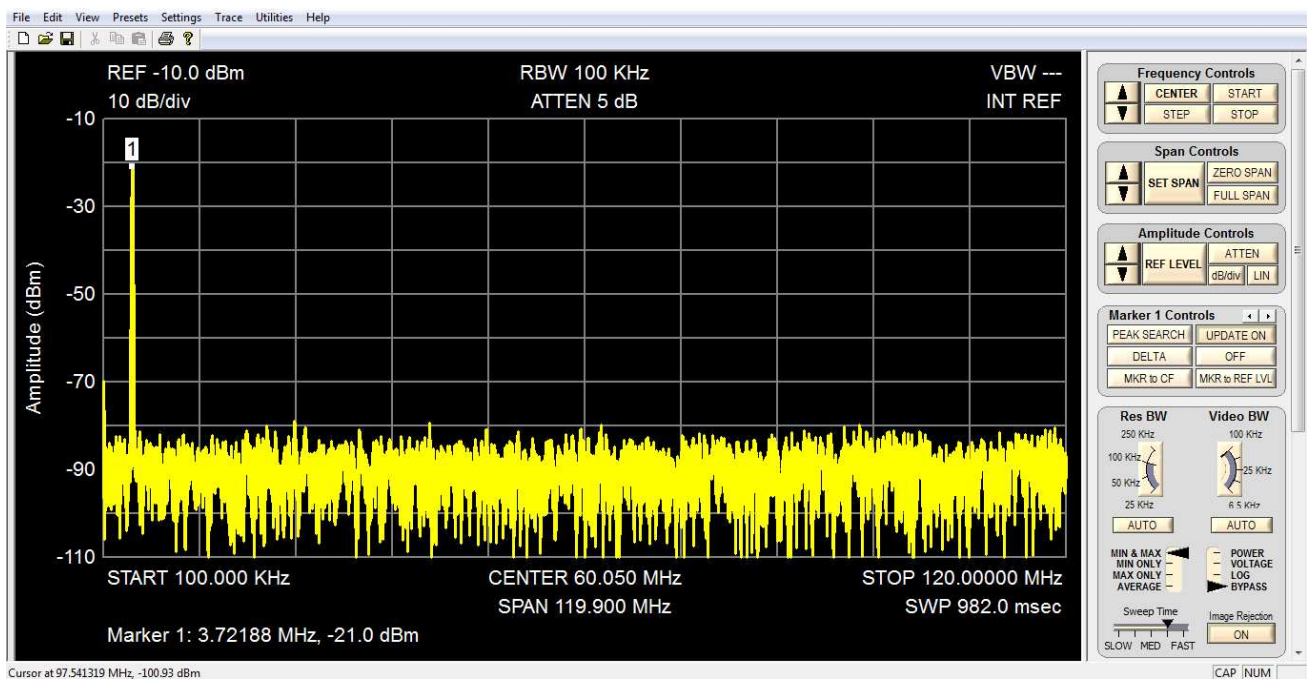 File Edit View Presets Settings Trace Utilities Help
REF -10.0 dBm RBW 100 KHz VBW ---
10 dB/div ATTEN 5 dB INT REF
-10
1
-30
-50
-70
-90
-110
Amplitude (dBm)
START 100.000 KHz CENTER 60.050 MHz STOP 120.00000 MHz
SPAN 119.900 MHz SWP 982.0 msec
Marker 1: 3.72188 MHz, -21.0 dBm
Frequency Controls
CENTER START
STEP STOP
Span Controls
SET SPAN ZERO SPAN
FULL SPAN
Amplitude Controls
REF LEVEL ATTEN
dB/div LIN
Marker 1 Controls
PEAK SEARCH UPDATE ON
DELTA OFF
MKR to CF MKR to REF LVL
Res BW Video BW
250 KHz 100 KHz
100 KHz 25 KHz
50 KHz
25 KHz 6.5 KHz
AUTO AUTO
MIN & MAX POWER
MIN ONLY VOLTAGE
MAX ONLY LOG
AVERAGE BYPASS
Sweep Time Image Rejection
SLOW MED FAST ON
Cursor at 97.541319 MHz, -100.93 dBm CAP NUM